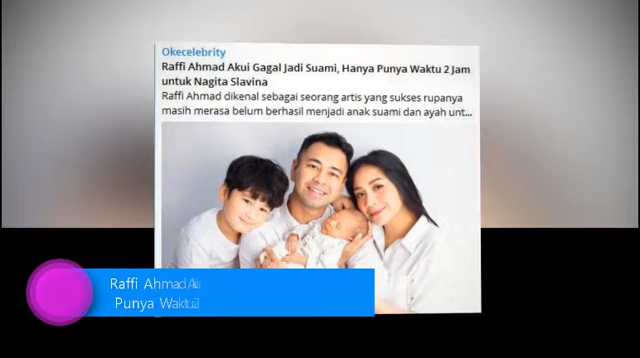 Okecelebrity
Raffi Ahmad Akui Gagal Jadi Suami, Hanya Punya Waktu 2 Jam
untuk Nagita Slavina
Raffi Ahmad dikenal sebagai seorang artis yang sukses rupanya
masih merasa belum berhasil menjadi anak suami dan ayah unt...
Raffi Ahmad
Punya Waktu 2